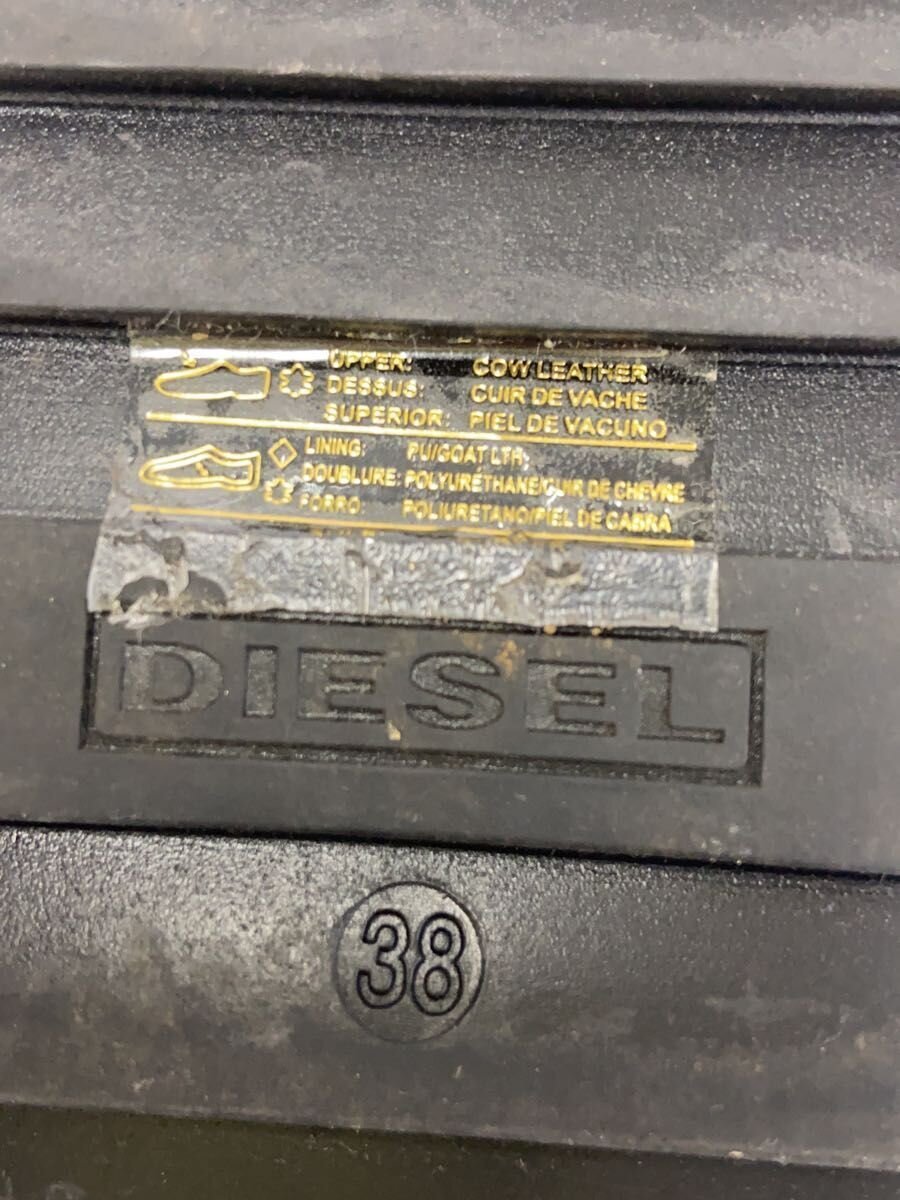 UPPER: COW LEATHER
DESSUS: CUIR DE VACHE
SUPERIOR: PIEL DE VACUNO
LINING: PU/GOAT LTH
DOUBLURE: POLYURÉTHANE/CUIR DE CHEVRE
FORRO: POLIURETANO/PIEL DE CABRA
DIESEL
38